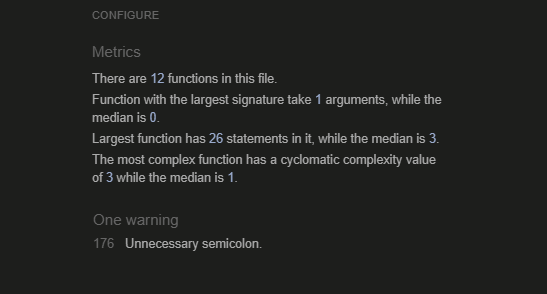 CONFIGURE
Metrics
There are 12 functions in this file.
Function with the largest signature take 1 arguments, while the
median is 0.
Largest function has 26 statements in it, while the median is 3.
The most complex function has a cyclomatic complexity value
of 3 while the median is 1.
One warning
176 Unnecessary semicolon.